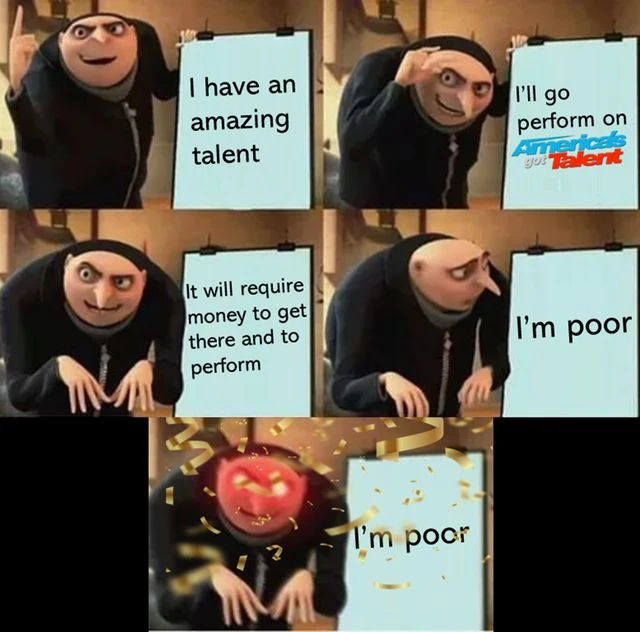 I have an
amazing
talent
I'll go
perform on
America's
got Talent
It will require
money to get
there and to
perform
I'm poor
I'm poor